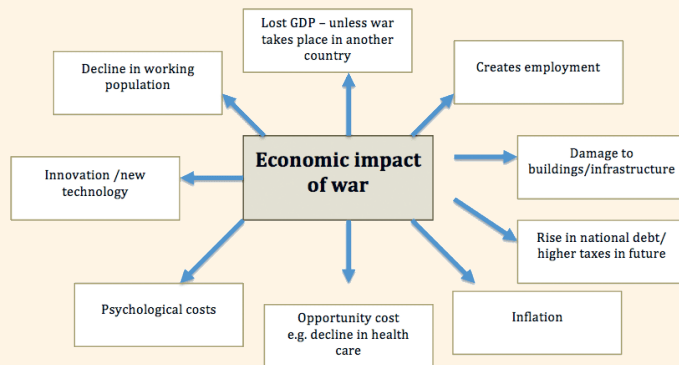 Lost GDP – unless war
takes place in another
country
Decline in working
population
Creates employment
Economic impact
of war
Damage to
buildings/infrastructure
Innovation /new
technology
Rise in national debt/
higher taxes in future
Psychological costs
Opportunity cost
e.g. decline in health
care
Inflation